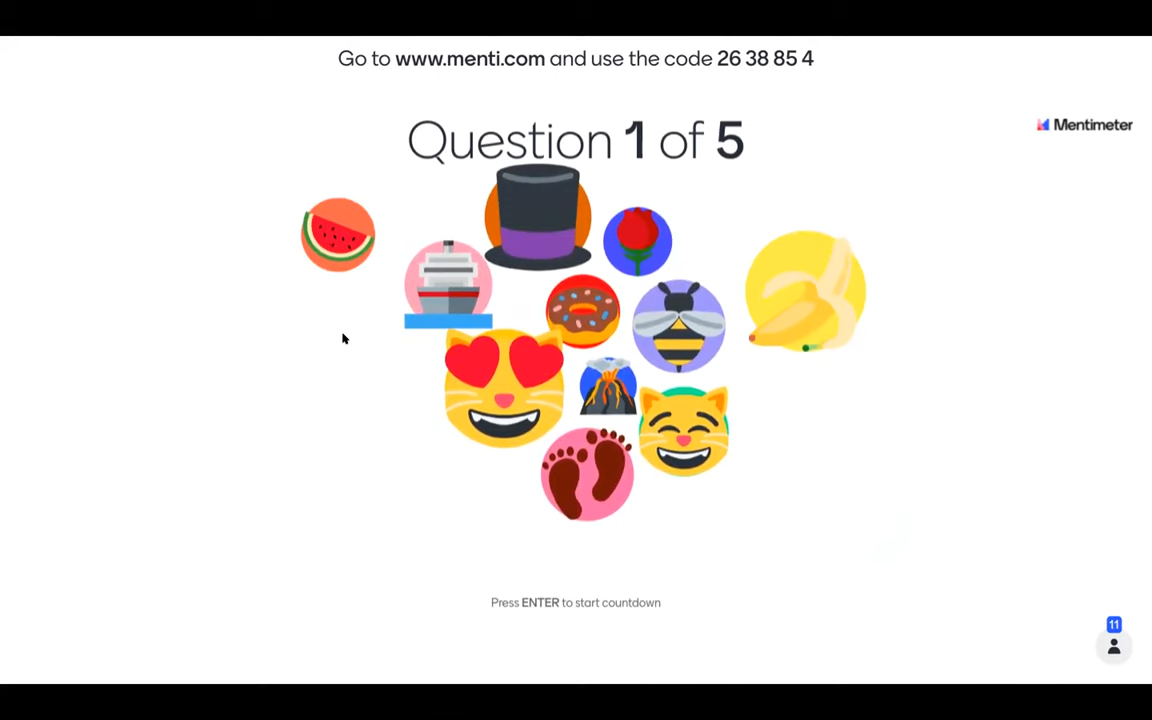 Go to www.menti.com and use the code 26 38 85 4
Mentimeter
Question 1 of 5
Press ENTER to start countdown
11